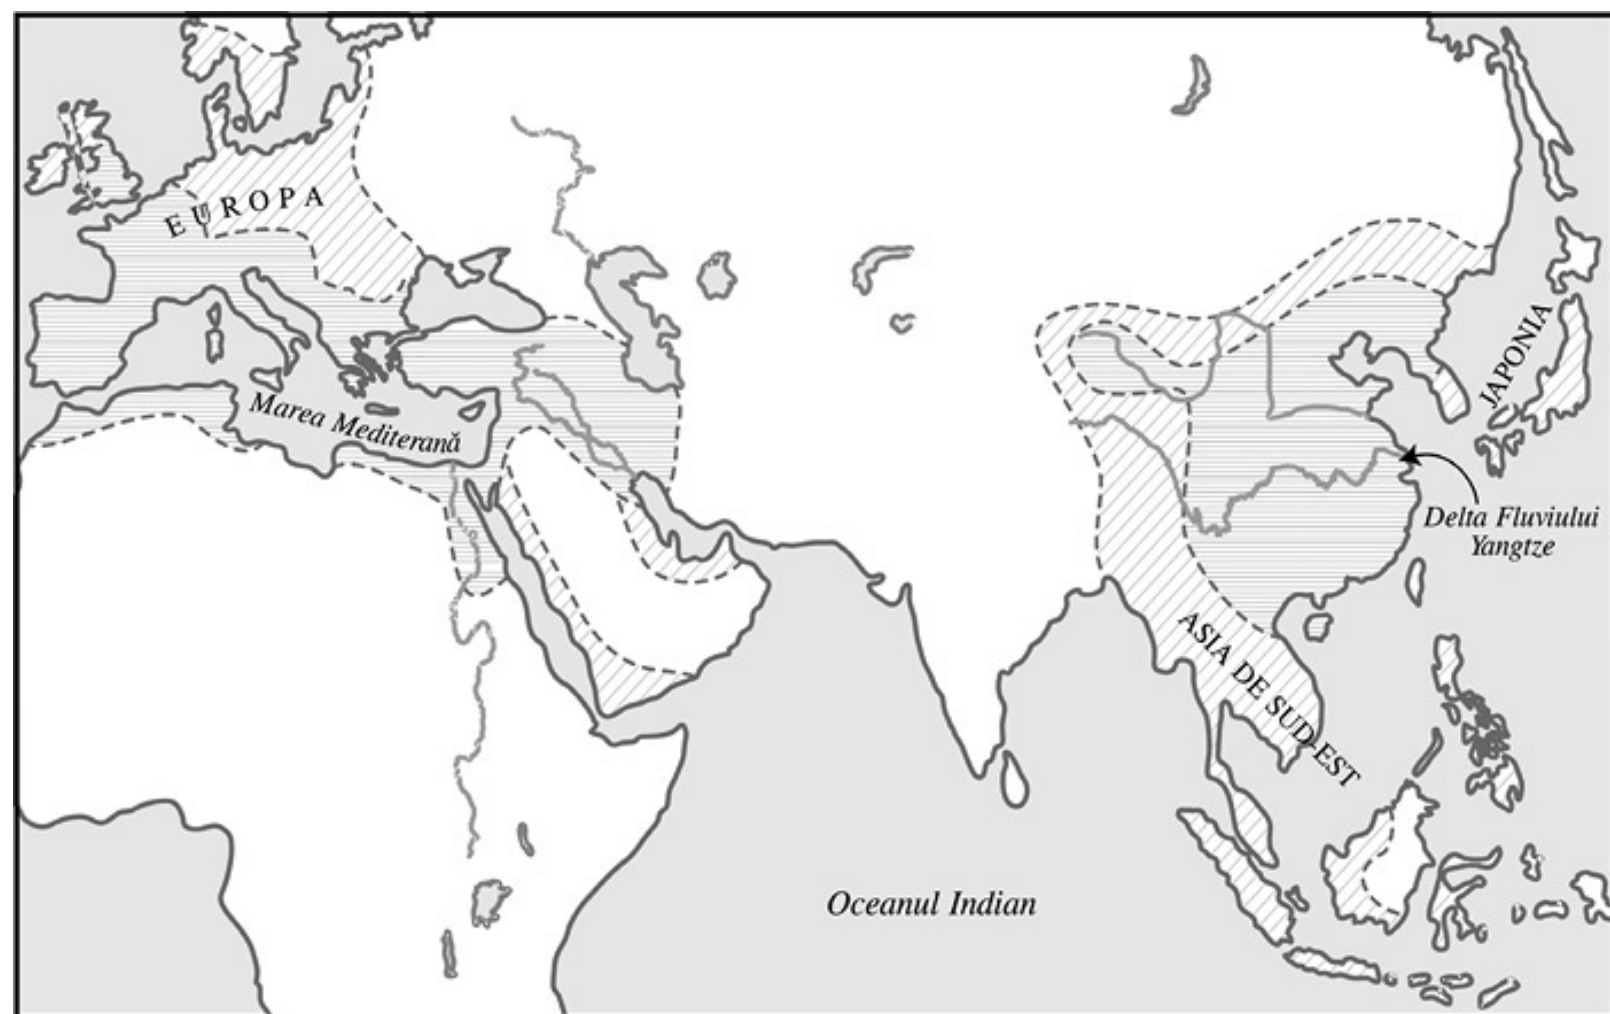 EUROPA
Marea Mediterană
JAPONIA
Delta Fluviului
Yangtze
ASIA DE SUD-EST
Oceanul Indian